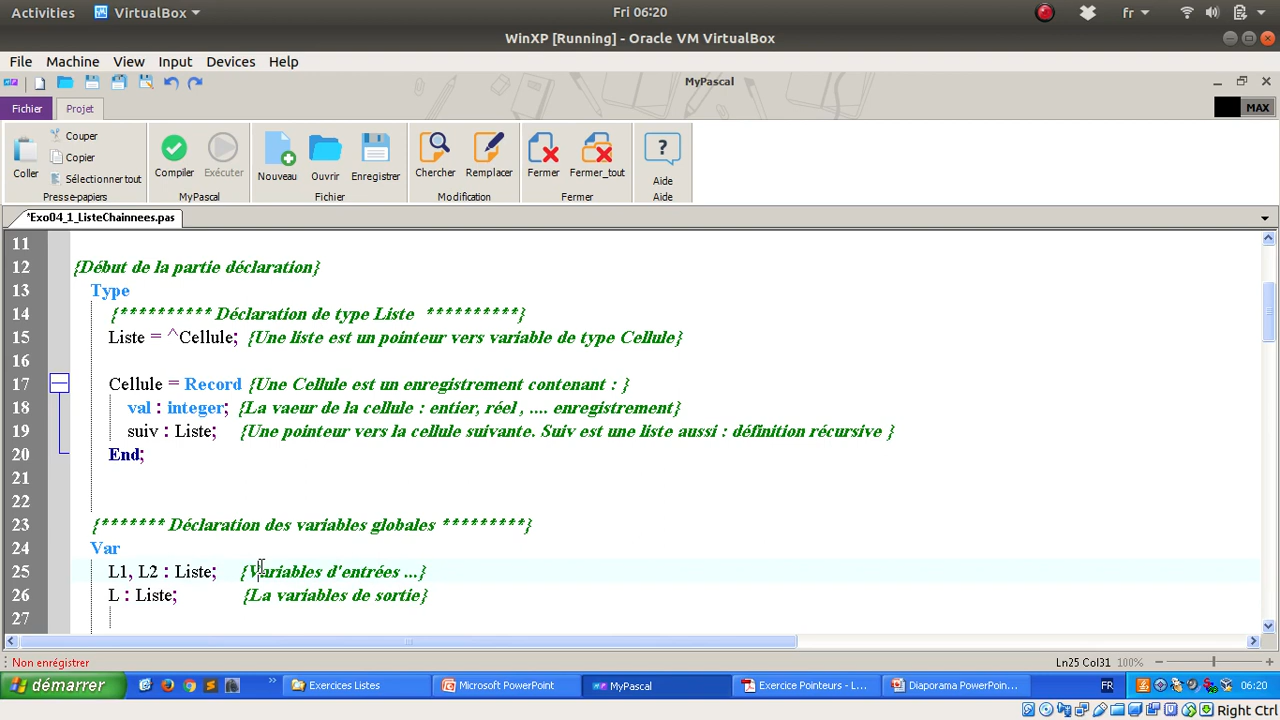 Activities VirtualBox Fri 06:20 fr
WinXP [Running] - Oracle VM VirtualBox
File Machine View Input Devices Help
MyPascal
Fichier Projet MAX
Coller Couper Copier Sélectionner tout Presse-papiers
Compiler Exécuter MyPascal
Nouveau Ouvrir Enregistrer Fichier
Chercher Remplacer Modification
Fermer Fermer_tout Fermer
Aide Aide
*Exo04_1_ListeChainnees.pas
11
12 {Début de la partie déclaration}
13 Type
14 {********** Déclaration de type Liste **********}
15 Liste = ^Cellule; {Une liste est un pointeur vers variable de type Cellule}
16
17 Cellule = Record {Une Cellule est un enregistrement contenant : }
18 val : integer; {La vaeur de la cellule : entier, réel , .... enregistrement}
19 suiv : Liste; {Une pointeur vers la cellule suivante. Suiv est une liste aussi : définition récursive }
20 End;
21
22
23 {******* Déclaration des variables globales *********}
24 Var
25 L1, L2 : Liste; {Variables d'entrées ...}
26 L : Liste; {La variables de sortie}
27
Non enrégistrer Ln25 Col31 100%
démarrer Exercices Listes Microsoft PowerPoint MyPascal Exercice Pointeurs - L... Diaporama PowerPoin... FR 06:20
Right Ctrl